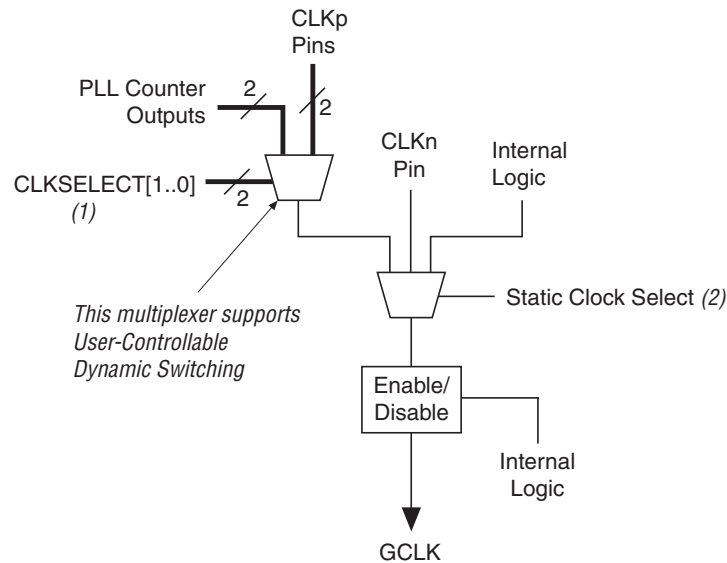 CLKp
Pins
PLL Counter
Outputs
2
2
CLKSELECT[1..0]
(1)
2
CLKn
Pin
Internal
Logic
Static Clock Select (2)
This multiplexer supports
User-Controllable
Dynamic Switching
Enable/
Disable
Internal
Logic
GCLK